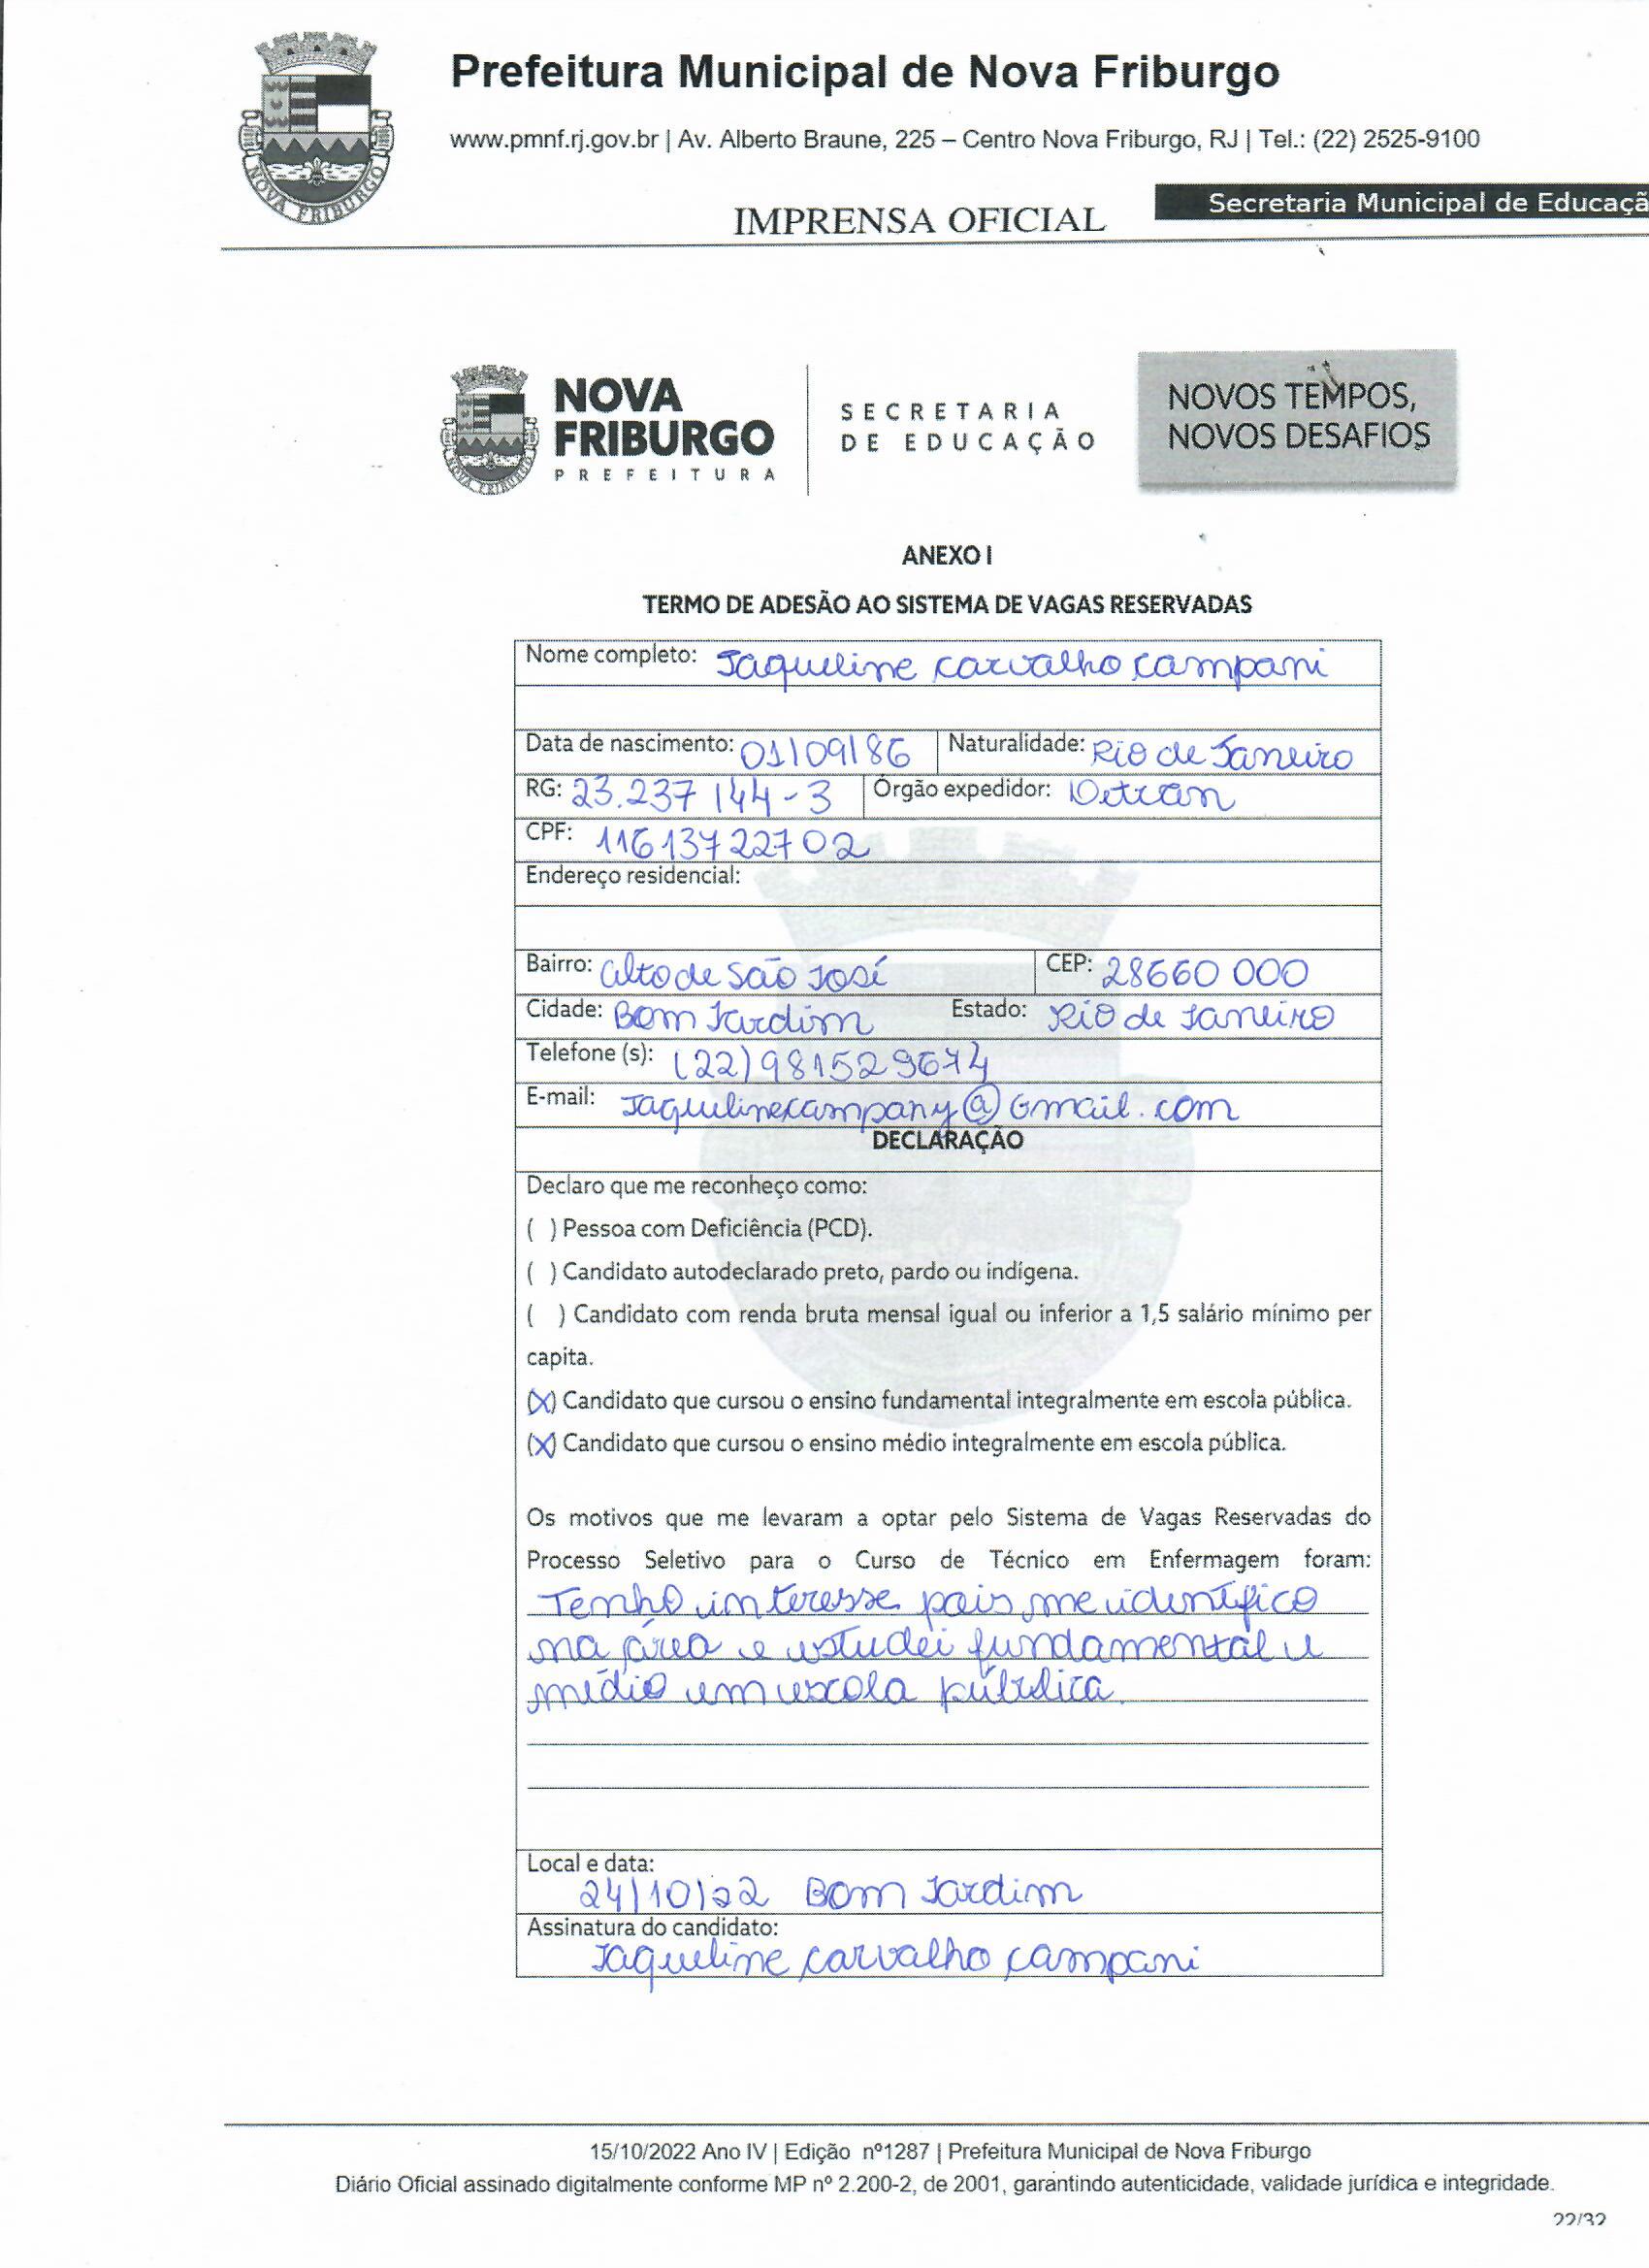 Prefeitura Municipal de Nova Friburgo
www.pmnf.rj.gov.br | Av. Alberto Braune, 225 – Centro Nova Friburgo, RJ | Tel.: (22) 2525-9100
Secretaria Municipal de Educaçã
IMPRENSA OFICIAL
NOVA FRIBURGO
NOVA
FRIBURGO
PREFEITURA
SECRETARIA
DE EDUCAÇÃO
NOVOS TEMPOS,
NOVOS DESAFIOS
NOVA FRIBURGO
ANEXO I
TERMO DE ADESÃO AO SISTEMA DE VAGAS RESERVADAS
Nome completo: Jaqueline Carvalho Campani
Data de nascimento: 01/09/86 Naturalidade: Rio de Janeiro
RG: 23.237 144-3 Órgão expedidor: Detran
CPF: 11613722702
Endereço residencial:
Bairro: Alto de São José CEP: 28660 000
Cidade: Bom Jardim Estado: Rio de Janeiro
Telefone (s): (22)981529674
E-mail: Jaquelinecampany@Gmail.com
DECLARAÇÃO
Declaro que me reconheço como:
( ) Pessoa com Deficiência (PCD).
( ) Candidato autodeclarado preto, pardo ou indígena.
( ) Candidato com renda bruta mensal igual ou inferior a 1,5 salário mínimo per
capita.
(X) Candidato que cursou o ensino fundamental integralmente em escola pública.
(X) Candidato que cursou o ensino médio integralmente em escola pública.
Os motivos que me levaram a optar pelo Sistema de Vagas Reservadas do
Processo Seletivo para o Curso de Técnico em Enfermagem foram:
Tenho interesse pois me identifico
na área e estudei fundamental e
médio em escola pública.
Local e data:
24/10/22 Bom Jardim
Assinatura do candidato:
Jaqueline Carvalho Campani
15/10/2022 Ano IV | Edição nº1287 | Prefeitura Municipal de Nova Friburgo
Diário Oficial assinado digitalmente conforme MP nº 2.200-2, de 2001, garantindo autenticidade, validade jurídica e integridade.
22/32